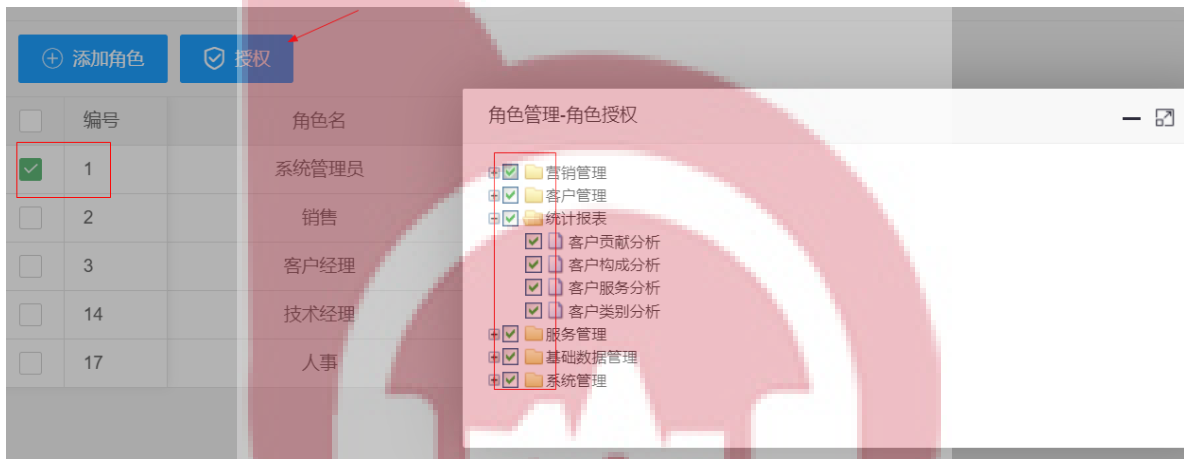 添加角色 授权
编号 角色名
1 系统管理员
2 销售
3 客户经理
14 技术经理
17 人事
角色管理-角色授权
营销管理
客户管理
统计报表
客户贡献分析
客户构成分析
客户服务分析
客户类别分析
服务管理
基础数据管理
系统管理